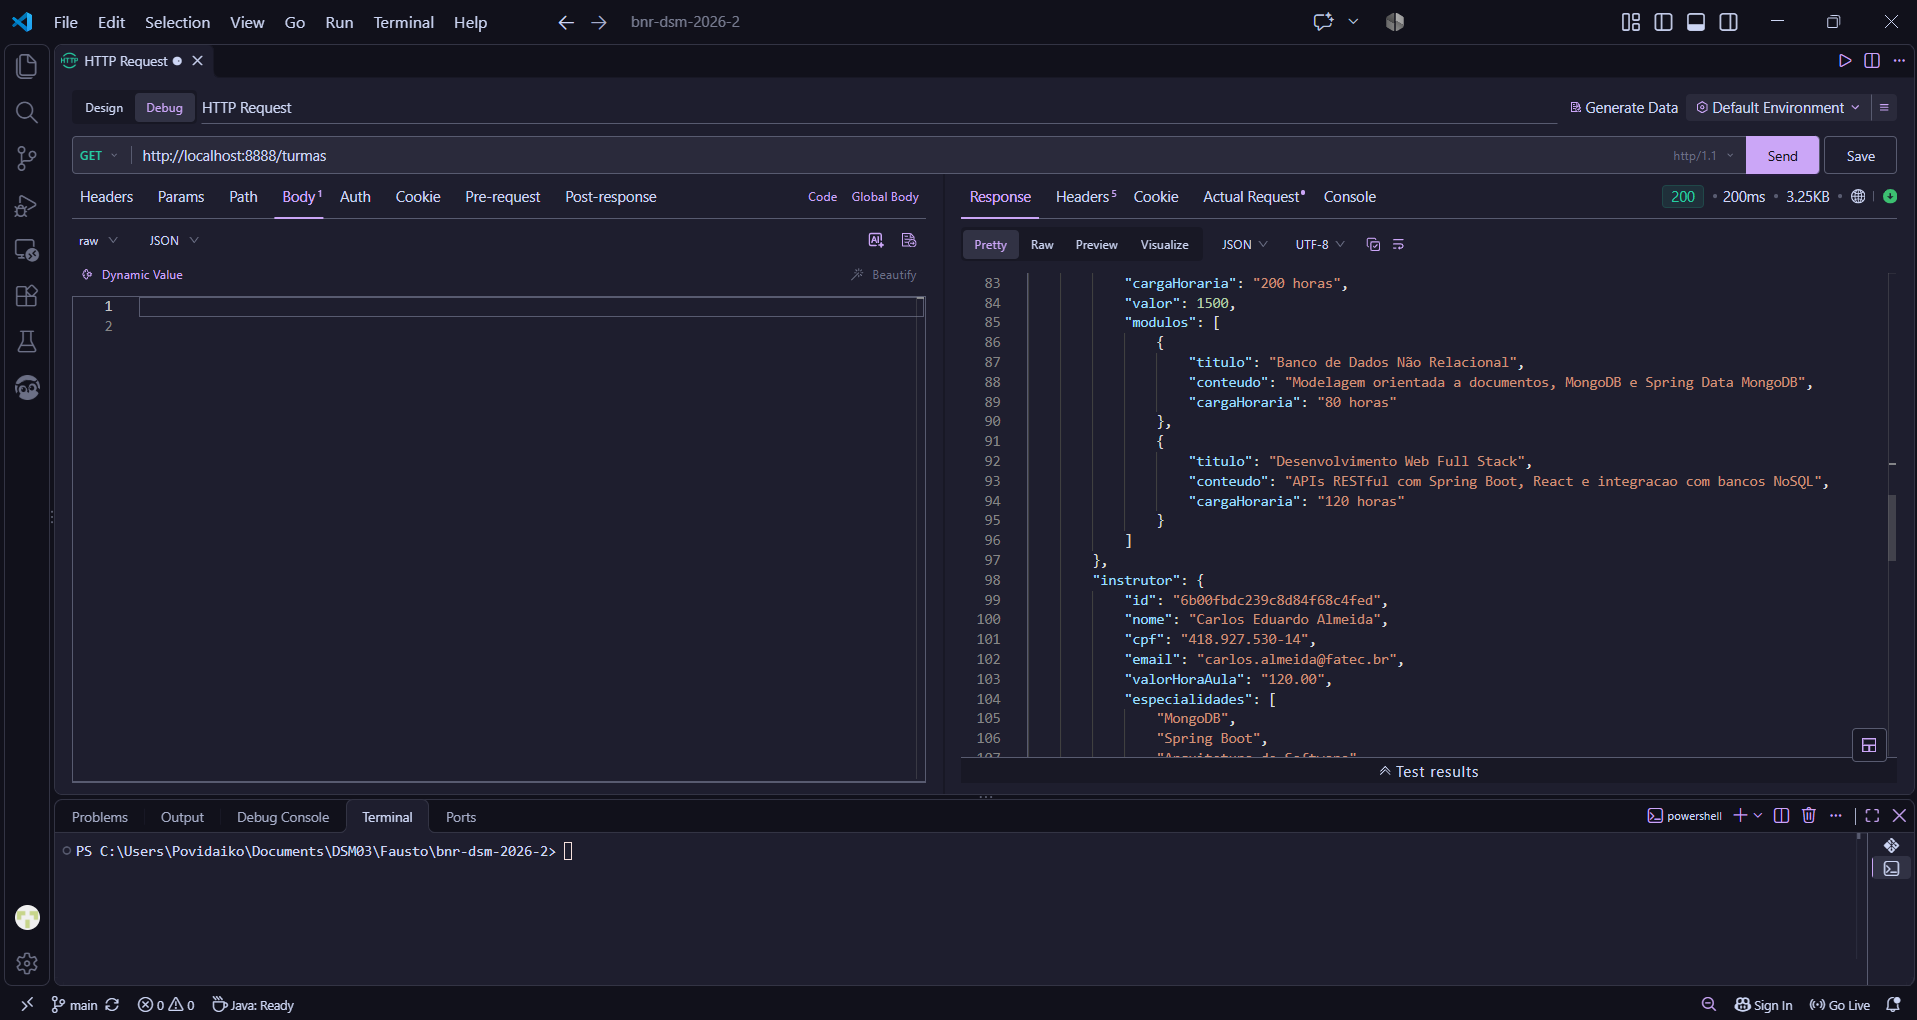 File Edit Selection View Go Run Terminal Help bnr-dsm-2026-2
HTTP Request
Design Debug HTTP Request Generate Data Default Environment
GET http://localhost:8888/turmas http/1.1 Send Save
Headers Params Path Body 1 Auth Cookie Pre-request Post-response Code Global Body
raw JSON
Dynamic Value Beautify
1
2
Response Headers 5 Cookie Actual Request Console 200 200ms 3.25KB
Pretty Raw Preview Visualize JSON UTF-8
83 "cargaHoraria": "200 horas",
84 "valor": 1500,
85 "modulos": [
86 {
87 "titulo": "Banco de Dados Não Relacional",
88 "conteudo": "Modelagem orientada a documentos, MongoDB e Spring Data MongoDB",
89 "cargaHoraria": "80 horas"
90 },
91 {
92 "titulo": "Desenvolvimento Web Full Stack",
93 "conteudo": "APIs RESTful com Spring Boot, React e integracao com bancos NoSQL",
94 "cargaHoraria": "120 horas"
95 }
96 ]
97 },
98 "instrutor": {
99 "id": "6b00fbdc239c8d84f68c4fed",
100 "nome": "Carlos Eduardo Almeida",
101 "cpf": "418.927.530-14",
102 "email": "carlos.almeida@fatec.br",
103 "valorHoraAula": "120.00",
104 "especialidades": [
105 "MongoDB",
106 "Spring Boot",
107 "Arquitetura de Software"
Test results
Problems Output Debug Console Terminal Ports powershell
PS C:\Users\Povidaiko\Documents\DSM03\Fausto\bnr-dsm-2026-2>
main 0 0 Java: Ready Sign In Go Live